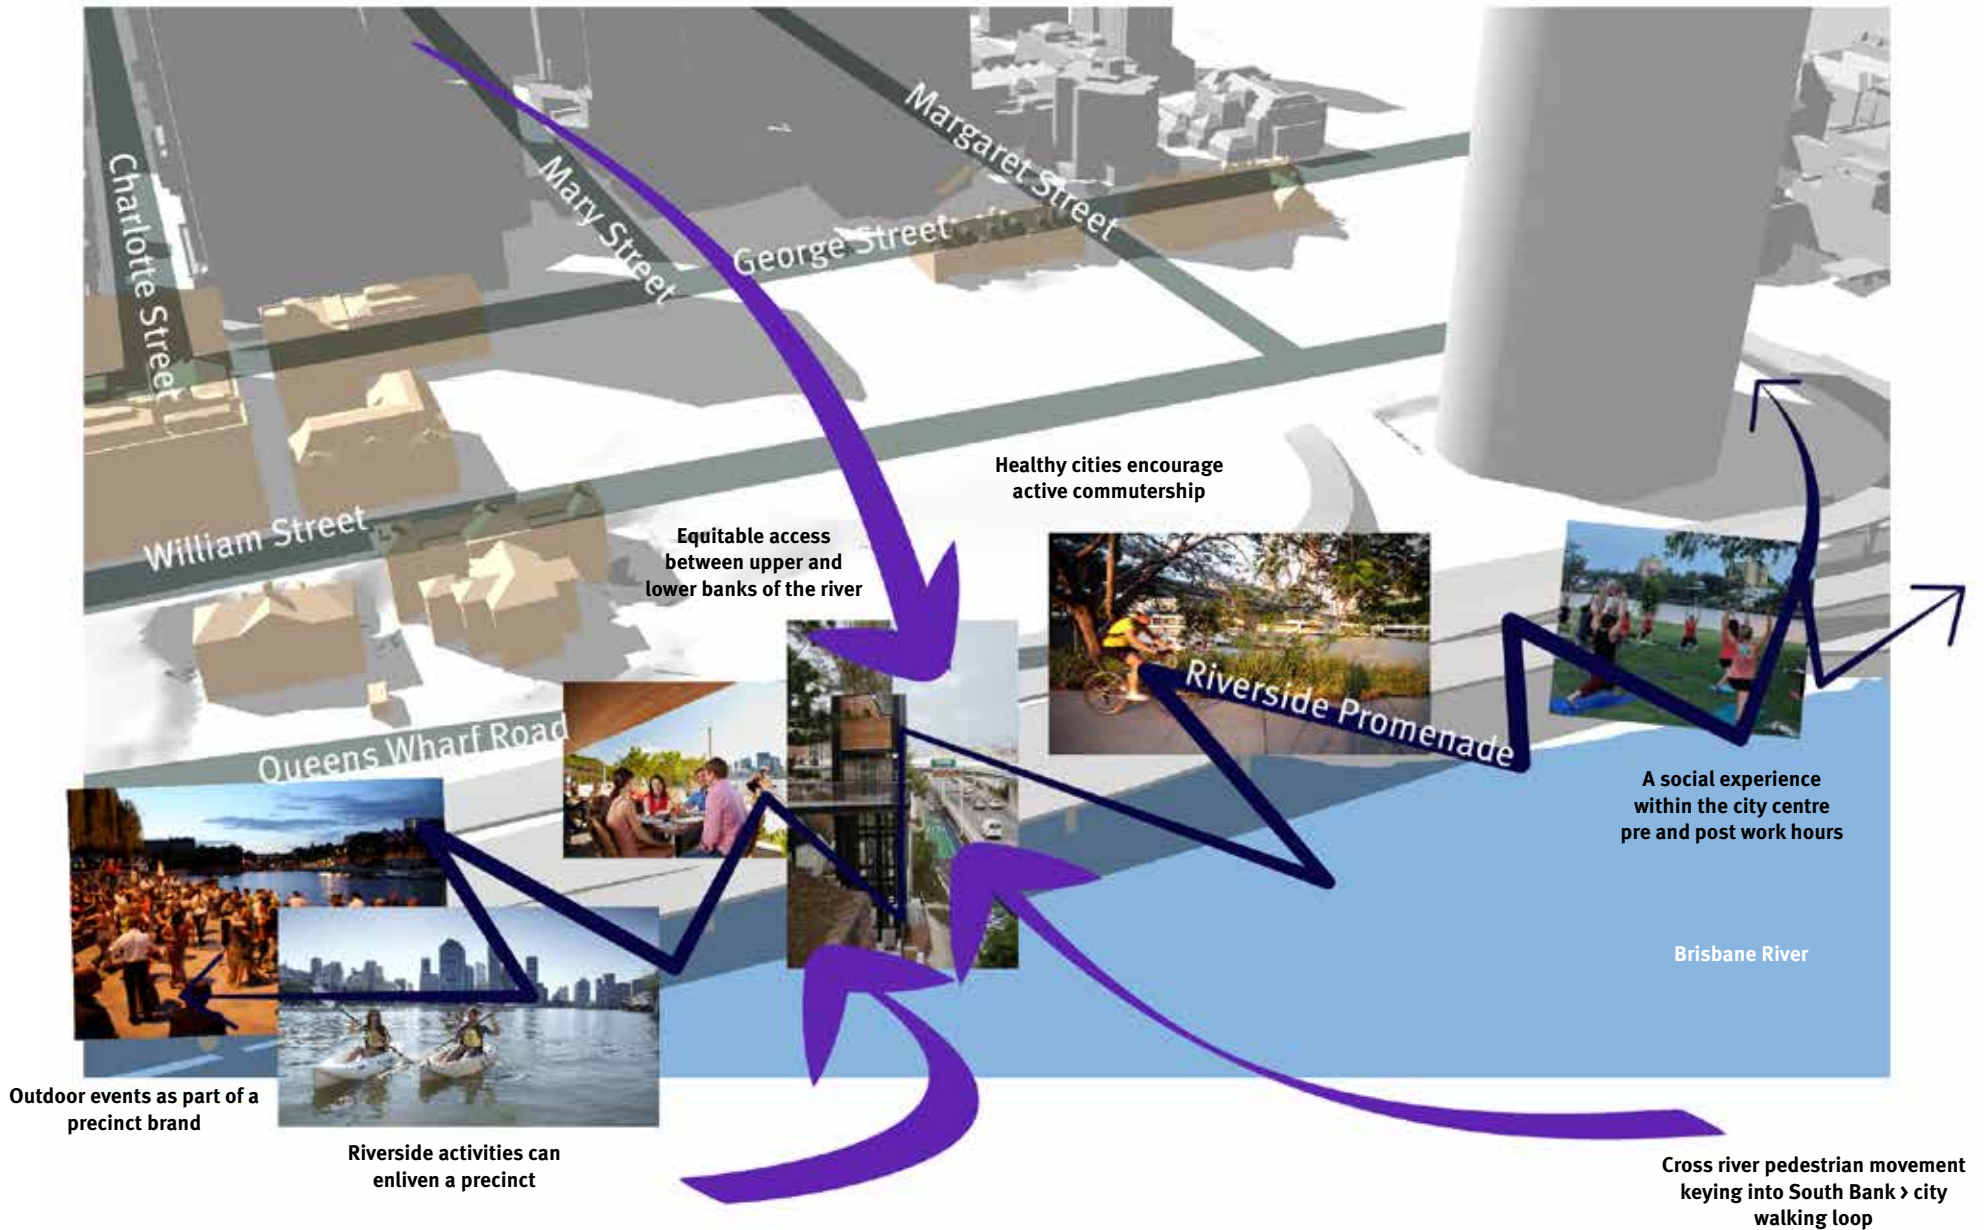 Margaret Street
Charlotte Street
Mary Street
George Street
Healthy cities encourage
active commutership
William Street
Equitable access
between upper and
lower banks of the river
Riverside Promenade
Queens Wharf Road
A social experience
within the city centre
pre and post work hours
Brisbane River
Outdoor events as part of a
precinct brand
Riverside activities can
enliven a precinct
Cross river pedestrian movement
keying into South Bank > city
walking loop